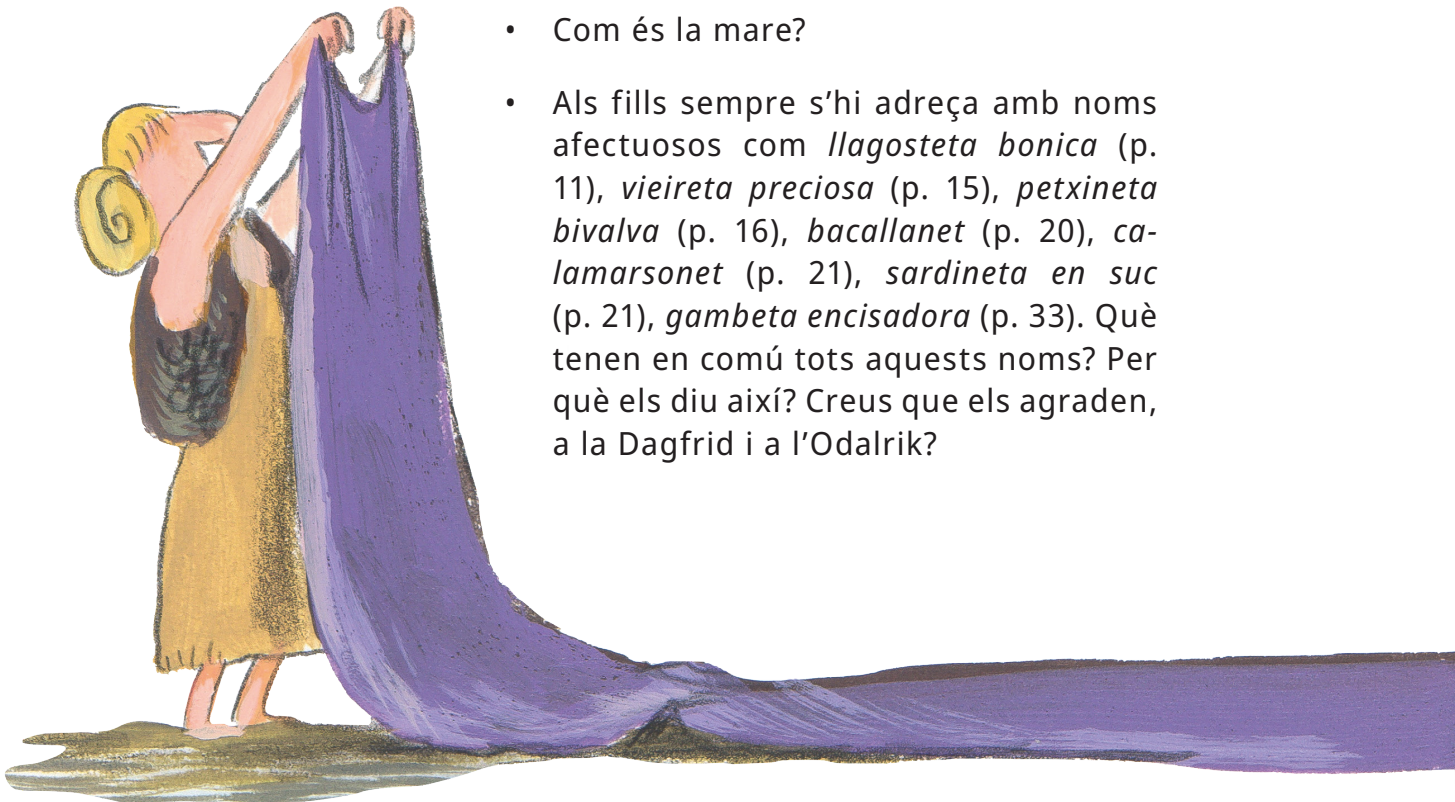 • Com és la mare?
• Als fills sempre s’hi adreça amb noms
afectuosos com llagosteta bonica (p.
11), vieireta preciosa (p. 15), petxineta
bivalva (p. 16), bacallanet (p. 20), ca-
lamarsonet (p. 21), sardineta en suc
(p. 21), gambeta encisadora (p. 33). Què
tenen en comú tots aquests noms? Per
què els diu així? Creus que els agraden,
a la Dagfrid i a l’Odalrik?